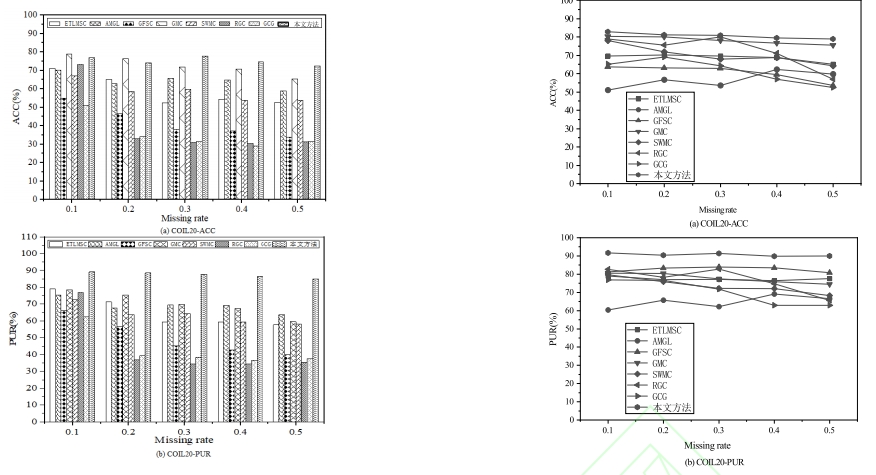 100
90
80
70
60
50
40
30
20
10
0
ACC(%)
ETLMSC AMGL GFSC GMC SWMC RGC GCG 本文方法
0.1 0.2 0.3 0.4 0.5
Missing rate
(a) COIL20-ACC
110
100
90
80
70
60
50
40
30
20
10
0
PUR(%)
ETLMSC AMGL GFSC GMC SWMC RGC GCG 本文方法
0.1 0.2 0.3 0.4 0.5
Missing rate
(b) COIL20-PUR
100
90
80
70
60
50
40
30
20
10
0
ACC(%)
ETLMSC
AMGL
GFSC
GMC
SWMC
RGC
GCG
本文方法
0.1 0.2 0.3 0.4 0.5
Missing rate
(a) COIL20-ACC
100
90
80
70
60
50
40
30
20
10
0
PUR(%)
ETLMSC
AMGL
GFSC
GMC
SWMC
RGC
GCG
本文方法
0.1 0.2 0.3 0.4 0.5
Missing rate
(b) COIL20-PUR